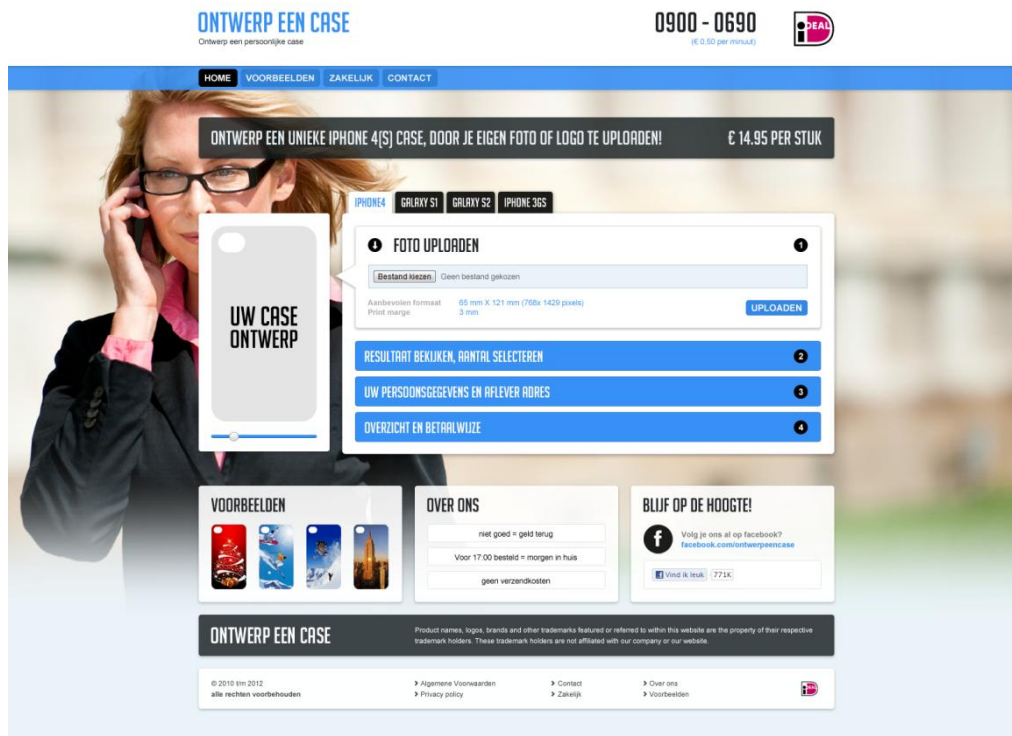 ONTWERP EEN CASE
Ontwerp een persoonlijke case
0900 - 0690
(€ 0,50 per minuut)
iDEAL
HOME VOORBEELDEN ZAKELIJK CONTACT
ONTWERP EEN UNIEKE IPHONE 4(S) CASE, DOOR JE EIGEN FOTO OF LOGO TE UPLOADEN! € 14.95 PER STUK
IPHONE4 GALAXY S1 GALAXY S2 IPHONE 3GS
UW CASE
ONTWERP
FOTO UPLOADEN 1
Bestand kiezen Geen bestand gekozen
Aanbevolen formaat 65 mm X 121 mm (768x 1429 pixels)
Print marge 3 mm
UPLOADEN
RESULTAAT BEKIJKEN, AANTAL SELECTEREN 2
UW PERSOONSGEGEVENS EN AFLEVER ADRES 3
OVERZICHT EN BETAALWIJZE 4
VOORBEELDEN
OVER ONS
niet goed = geld terug
Voor 17:00 besteld = morgen in huis
geen verzendkosten
BLIJF OP DE HOOGTE!
f
Volg je ons al op facebook?
facebook.com/ontwerpeencase
f Vind ik leuk 771K
ONTWERP EEN CASE
Product names, logos, brands and other trademarks featured or referred to within this website are the property of their respective
trademark holders. These trademark holders are not affiliated with our company or our website.
© 2010 t/m 2012
alle rechten voorbehouden
Algemene Voorwaarden
Privacy policy
Contact
Zakelijk
Over ons
Voorbeelden